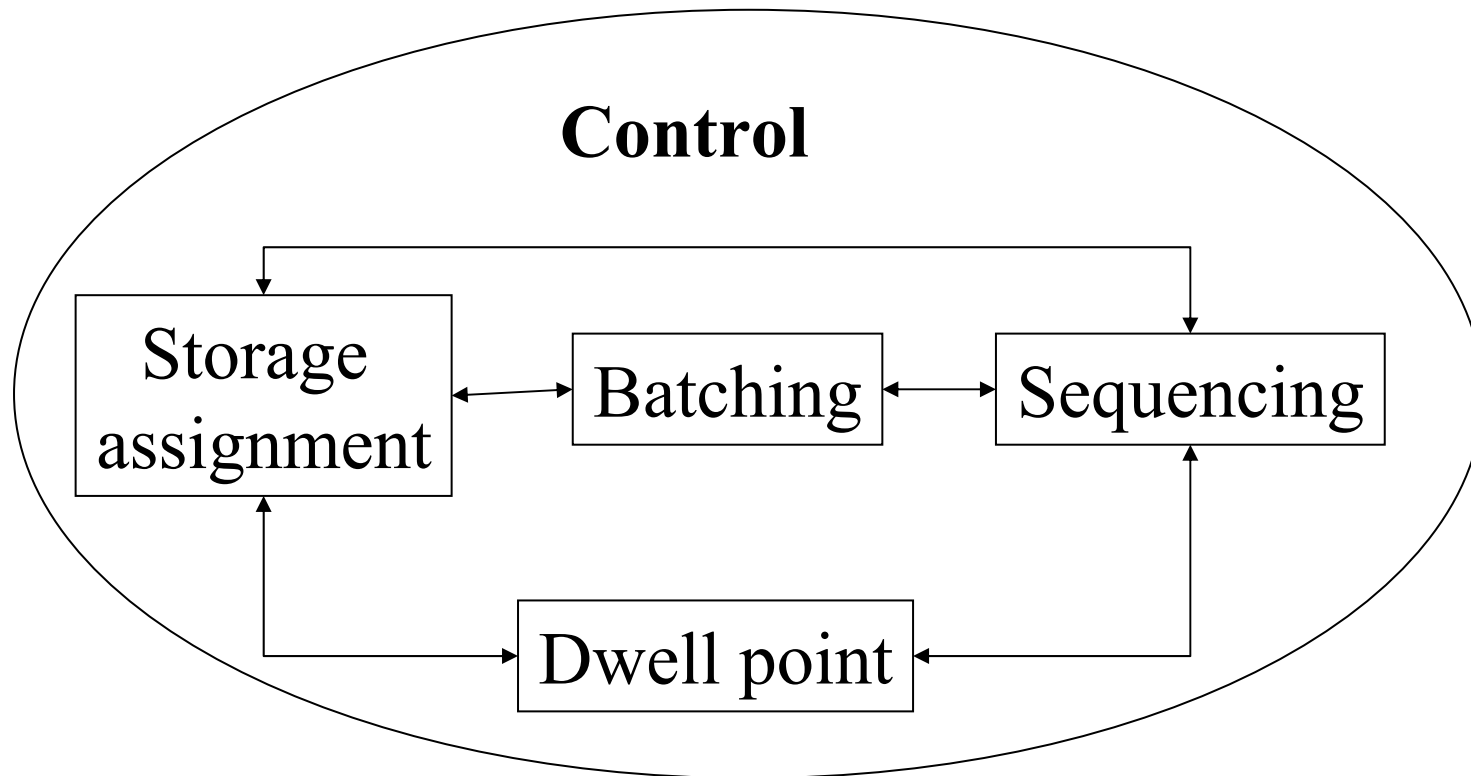 Control
Storage
assignment
Batching
Sequencing
Dwell point